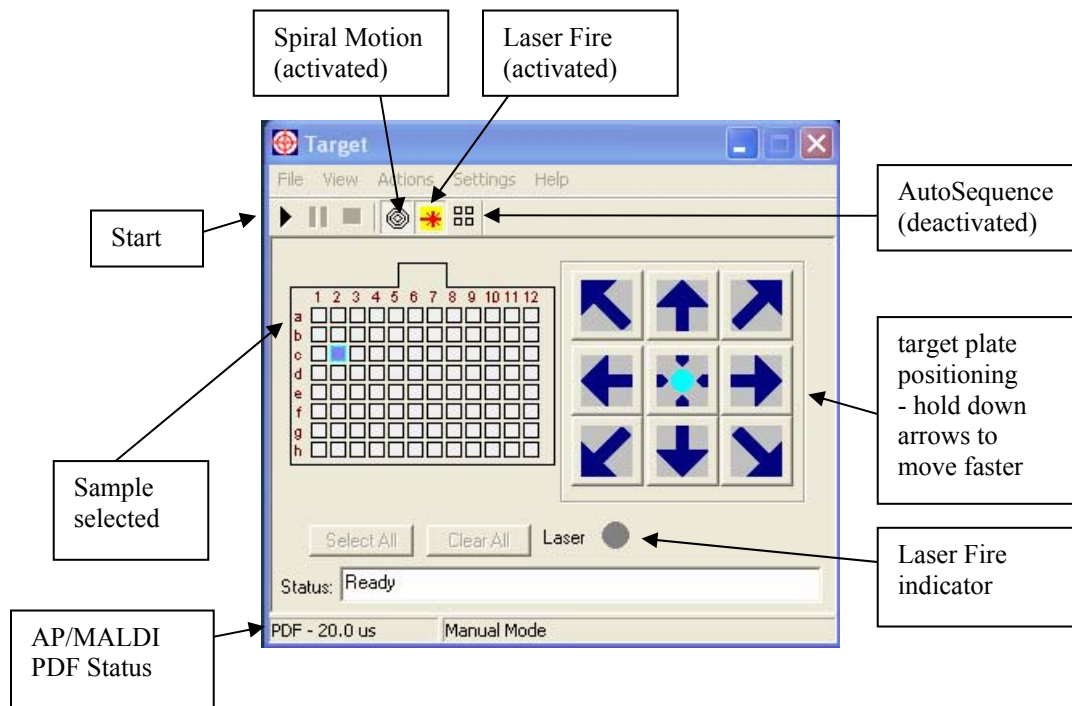 Spiral Motion
(activated)
Laser Fire
(activated)
Target
File View Actions Settings Help
AutoSequence
(deactivated)
Start
1 2 3 4 5 6 7 8 9 10 11 12
a
b
c
d
e
f
g
h
target plate
positioning
- hold down
arrows to
move faster
Sample
selected
Select All Clear All Laser
Laser Fire
indicator
Status: Ready
PDF - 20.0 us Manual Mode
AP/MALDI
PDF Status